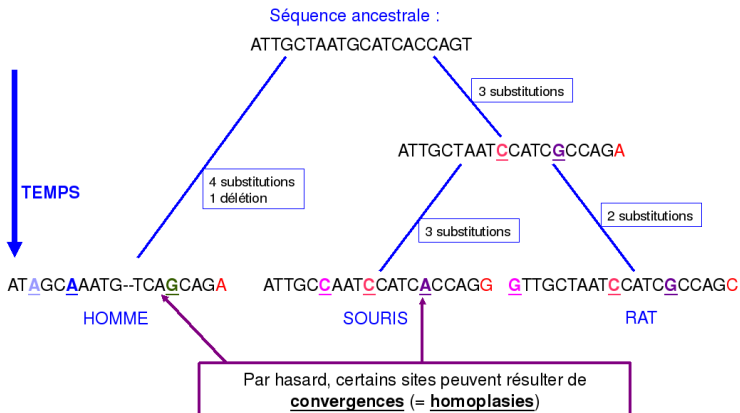 Séquence ancestrale :
ATTGCTAATGCATCACCAGT
3 substitutions
ATTGCTAATCCATCGCCAGA
4 substitutions
1 délétion
TEMPS
3 substitutions
2 substitutions
ATAGCAAATG--TCAGCAGA
ATTGCCAATCCATCACCAGG
GTTGCTAATCCATCGCCAGC
HOMME
SOURIS
RAT
Par hasard, certains sites peuvent résulter de
convergences (= homoplasies)